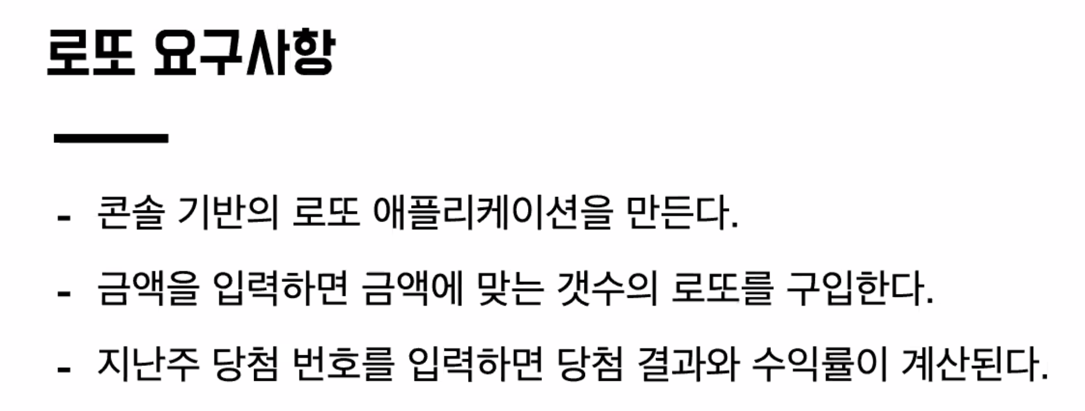 로또 요구사항
- 콘솔 기반의 로또 애플리케이션을 만든다.
- 금액을 입력하면 금액에 맞는 갯수의 로또를 구입한다.
- 지난주 당첨 번호를 입력하면 당첨 결과와 수익률이 계산된다.